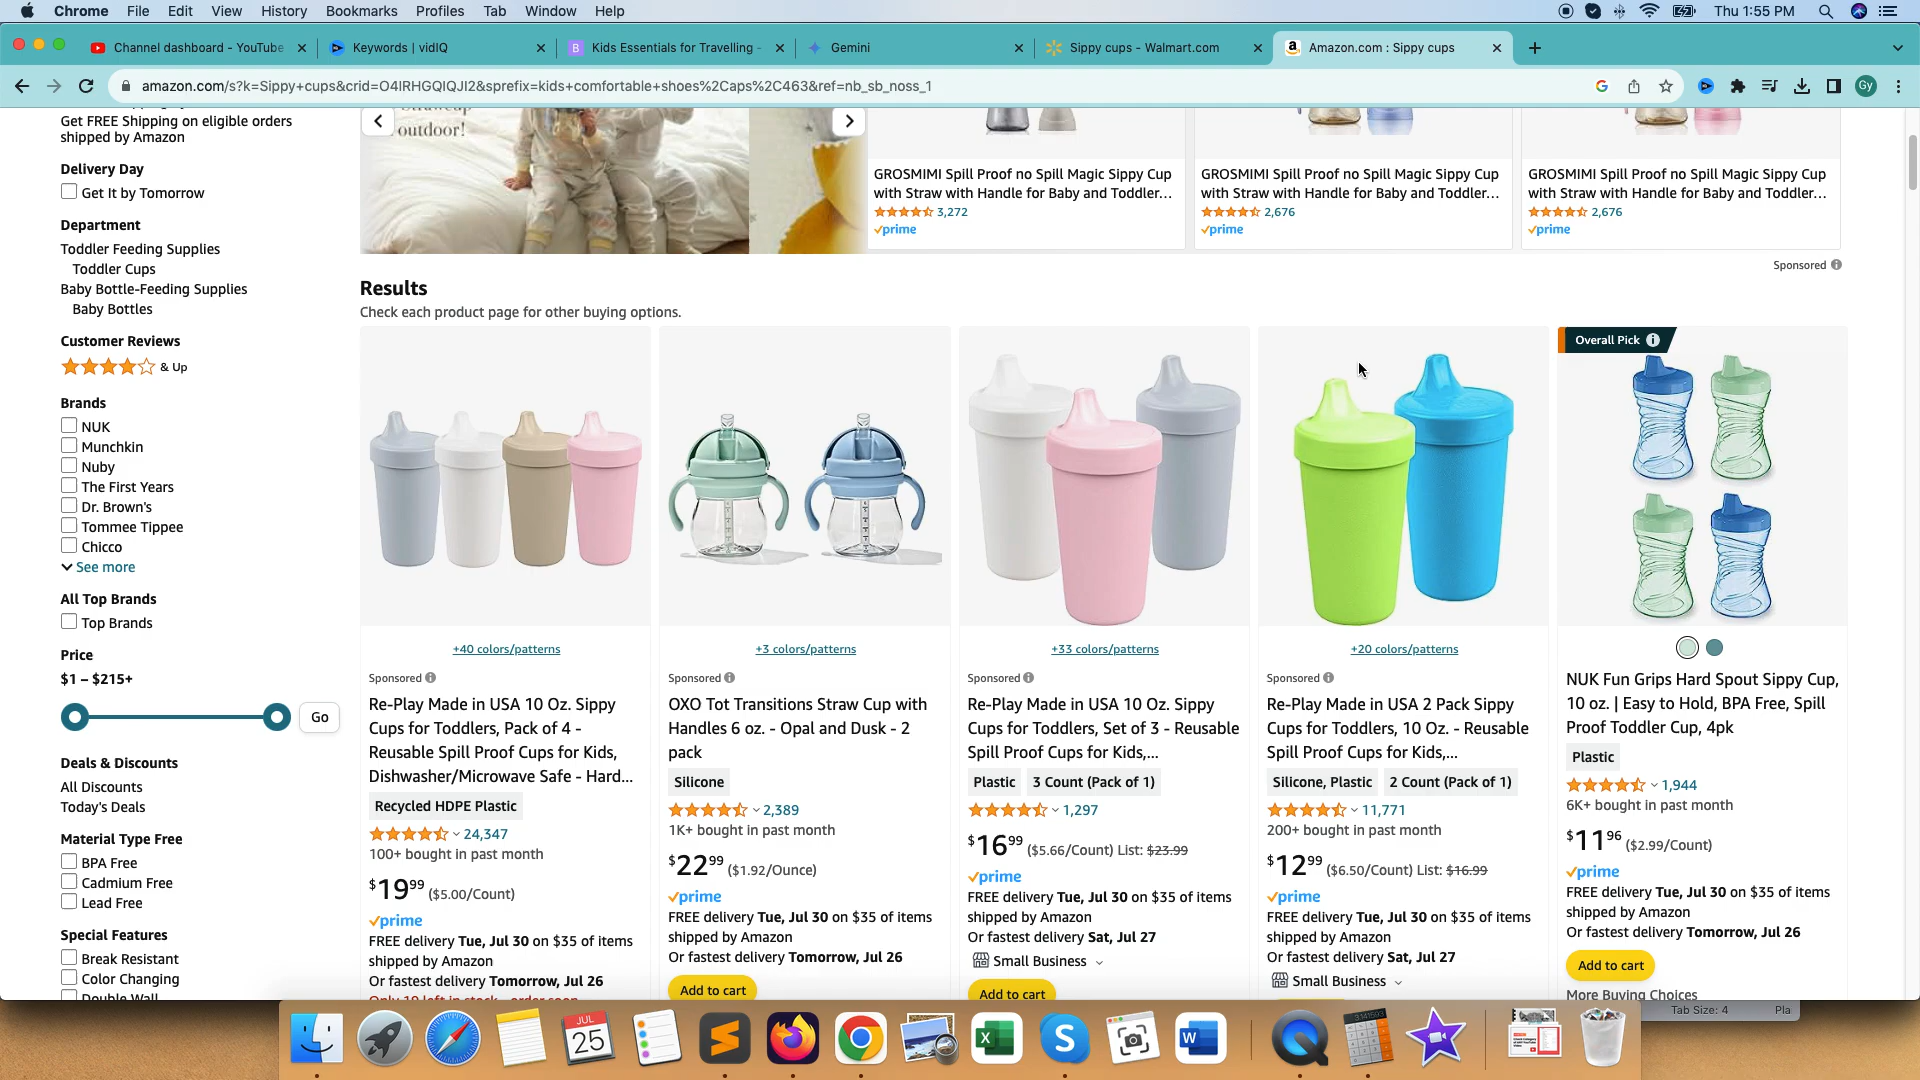 Chrome File Edit View History Bookmarks Profiles Tab Window Help Thu 1:55 PM
Channel dashboard - YouTube Keywords | vidIQ Kids Essentials for Travelling - Gemini Sippy cups - Walmart.com Amazon.com : Sippy cups
amazon.com/s?k=Sippy+cups&crid=O4IRHGQIQJI2&sprefix=kids+comfortable+shoes%2Caps%2C463&ref=nb_sb_noss_1 Gy
Get FREE Shipping on eligible orders
shipped by Amazon
Delivery Day
Get It by Tomorrow
Department
Toddler Feeding Supplies
Toddler Cups
Baby Bottle-Feeding Supplies
Baby Bottles
Customer Reviews
& Up
Brands
NUK
Munchkin
Nuby
The First Years
Dr. Brown's
Tommee Tippee
Chicco
See more
All Top Brands
Top Brands
Price
$1 – $215+
Go
Deals & Discounts
All Discounts
Today's Deals
Material Type Free
BPA Free
Cadmium Free
Lead Free
Special Features
Break Resistant
Color Changing
Double Wall
outdoor!
GROSMIMI Spill Proof no Spill Magic Sippy Cup
with Straw with Handle for Baby and Toddler...
3,272
prime
GROSMIMI Spill Proof no Spill Magic Sippy Cup
with Straw with Handle for Baby and Toddler...
2,676
prime
GROSMIMI Spill Proof no Spill Magic Sippy Cup
with Straw with Handle for Baby and Toddler...
2,676
prime
Sponsored
Results
Check each product page for other buying options.
+40 colors/patterns
Sponsored
Re-Play Made in USA 10 Oz. Sippy
Cups for Toddlers, Pack of 4 -
Reusable Spill Proof Cups for Kids,
Dishwasher/Microwave Safe - Hard...
Recycled HDPE Plastic
24,347
100+ bought in past month
$19.99 ($5.00/Count)
prime
FREE delivery Tue, Jul 30 on $35 of items
shipped by Amazon
Or fastest delivery Tomorrow, Jul 26
Only 19 left in stock - order soon
+3 colors/patterns
Sponsored
OXO Tot Transitions Straw Cup with
Handles 6 oz. - Opal and Dusk - 2
pack
Silicone
2,389
1K+ bought in past month
$22.99 ($1.92/Ounce)
prime
FREE delivery Tue, Jul 30 on $35 of items
shipped by Amazon
Or fastest delivery Tomorrow, Jul 26
Add to cart
+33 colors/patterns
Sponsored
Re-Play Made in USA 10 Oz. Sippy
Cups for Toddlers, Set of 3 - Reusable
Spill Proof Cups for Kids,...
Plastic 3 Count (Pack of 1)
1,297
$16.99 ($5.66/Count) List: $23.99
prime
FREE delivery Tue, Jul 30 on $35 of items
shipped by Amazon
Or fastest delivery Sat, Jul 27
Small Business
Add to cart
+20 colors/patterns
Sponsored
Re-Play Made in USA 2 Pack Sippy
Cups for Toddlers, 10 Oz. - Reusable
Spill Proof Cups for Kids,...
Silicone, Plastic 2 Count (Pack of 1)
11,771
200+ bought in past month
$12.99 ($6.50/Count) List: $16.99
prime
FREE delivery Tue, Jul 30 on $35 of items
shipped by Amazon
Or fastest delivery Sat, Jul 27
Small Business
Overall Pick
NUK Fun Grips Hard Spout Sippy Cup,
10 oz. | Easy to Hold, BPA Free, Spill
Proof Toddler Cup, 4pk
Plastic
1,944
6K+ bought in past month
$11.96 ($2.99/Count)
prime
FREE delivery Tue, Jul 30 on $35 of items
shipped by Amazon
Or fastest delivery Tomorrow, Jul 26
Add to cart
More Buying Choices
Tab Size: 4 Pla
JUL
25